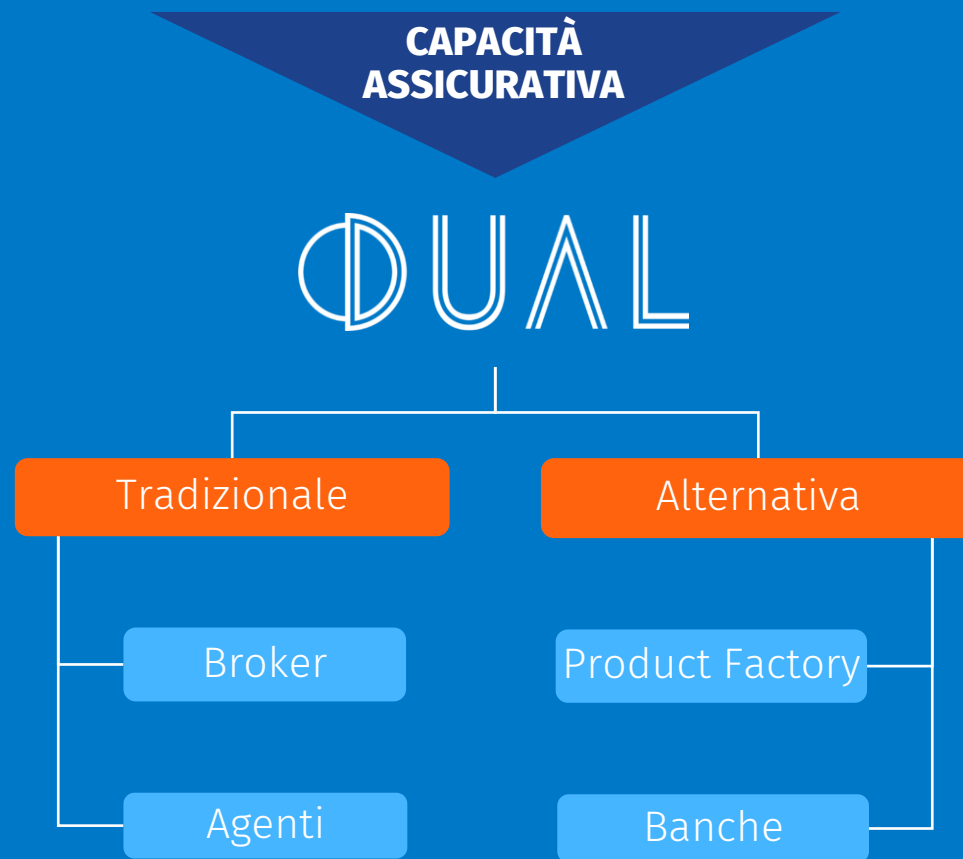 CAPACITÀ
ASSICURATIVA
DUAL
Tradizionale
Alternativa
Broker
Product Factory
Agenti
Banche